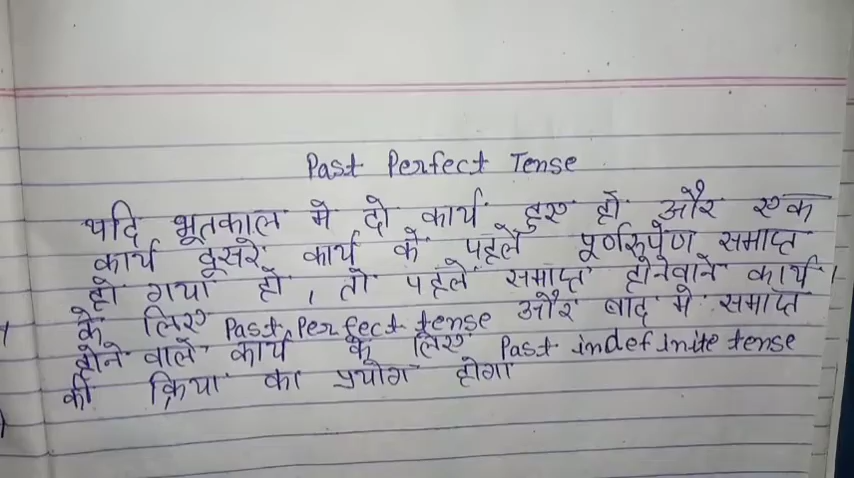 Past Perfect Tense
यदि भूतकाल मे दो कार्य हुए हों और एक
कार्य दूसरे कार्य के पहले पूर्णरूपेण समाप्त
हो गया हो, तो पहले समाप्त होनेवाले कार्य
के लिए Past Perfect tense और बाद मे समाप्त
होने वाले कार्य के लिए Past indefinite tense
की क्रिया का प्रयोग होगा